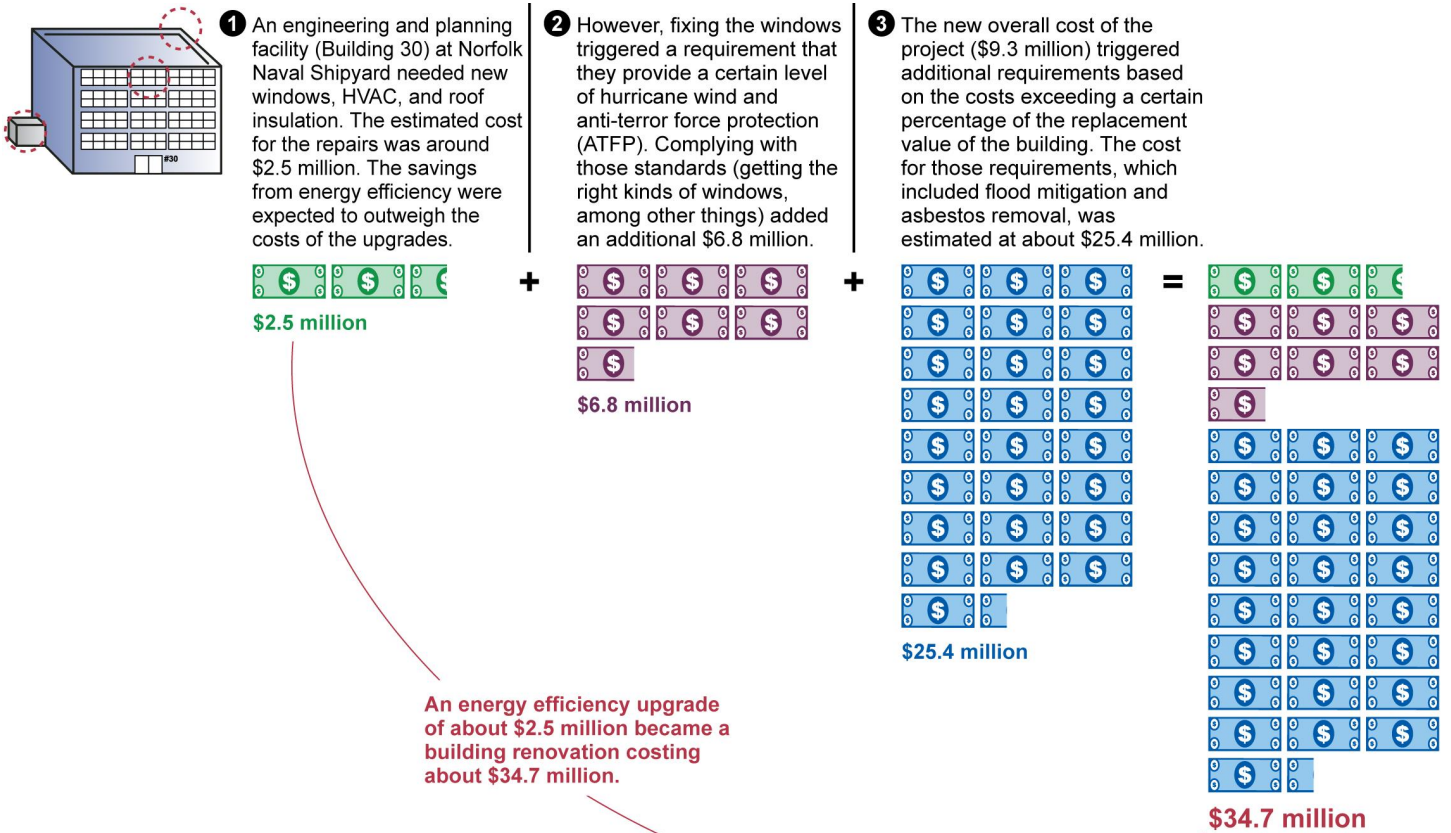 #30
1 An engineering and planning
facility (Building 30) at Norfolk
Naval Shipyard needed new
windows, HVAC, and roof
insulation. The estimated cost
for the repairs was around
$2.5 million. The savings
from energy efficiency were
expected to outweigh the
costs of the upgrades.
$ $ $
$2.5 million
+
2 However, fixing the windows
triggered a requirement that
they provide a certain level
of hurricane wind and
anti-terror force protection
(ATFP). Complying with
those standards (getting the
right kinds of windows,
among other things) added
an additional $6.8 million.
$ $ $
$ $ $
$
$6.8 million
+
3 The new overall cost of the
project ($9.3 million) triggered
additional requirements based
on the costs exceeding a certain
percentage of the replacement
value of the building. The cost
for those requirements, which
included flood mitigation and
asbestos removal, was
estimated at about $25.4 million.
$ $ $
$ $ $
$ $ $
$ $ $
$ $ $
$ $ $
$ $ $
$ $ $
$
$25.4 million
=
$ $ $
$ $ $
$ $ $
$
$ $ $
$ $ $
$ $ $
$ $ $
$ $ $
$ $ $
$ $ $
$ $ $
$
$34.7 million
An energy efficiency upgrade
of about $2.5 million became a
building renovation costing
about $34.7 million.